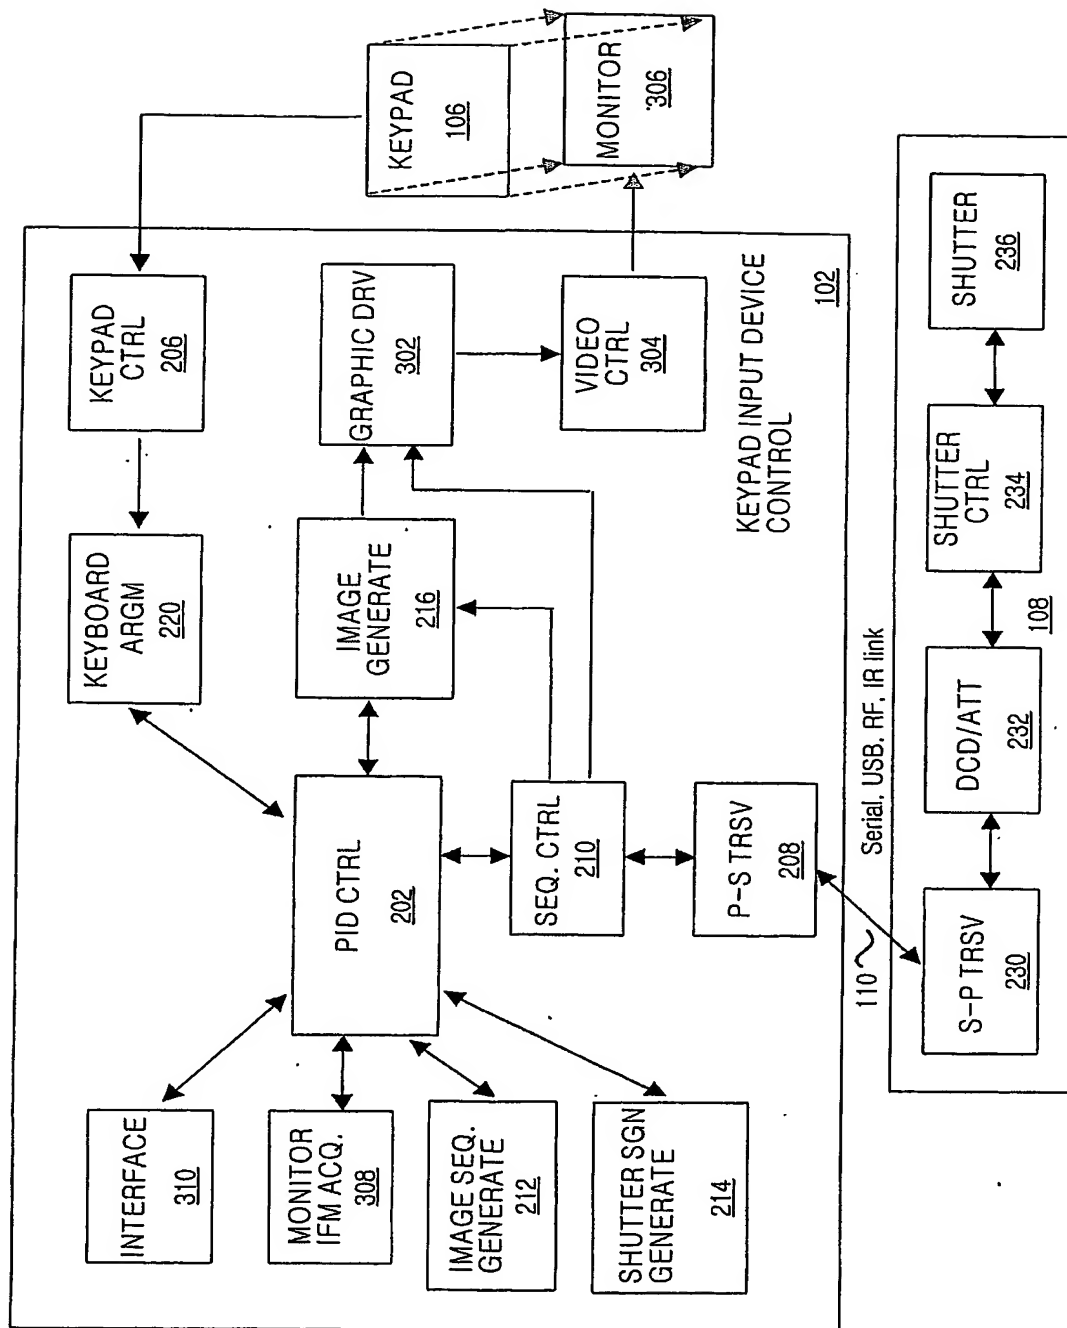 INTERFACE
310
MONITOR
IFM ACQ.
308
IMAGE SEQ.
GENERATE
212
SHUTTER SGN
GENERATE
214
PID CTRL
202
KEYBOARD
ARGM
220
KEYPAD
CTRL
206
IMAGE
GENERATE
216
GRAPHIC DRV
302
SEQ. CTRL
210
VIDEO
CTRL
304
P-S TRSV
208
KEYPAD INPUT DEVICE
CONTROL
102
KEYPAD
106
MONITOR
306
110
Serial, USB, RF, IR link
S-P TRSV
230
DCD/ATT
232
108
SHUTTER
CTRL
234
SHUTTER
236